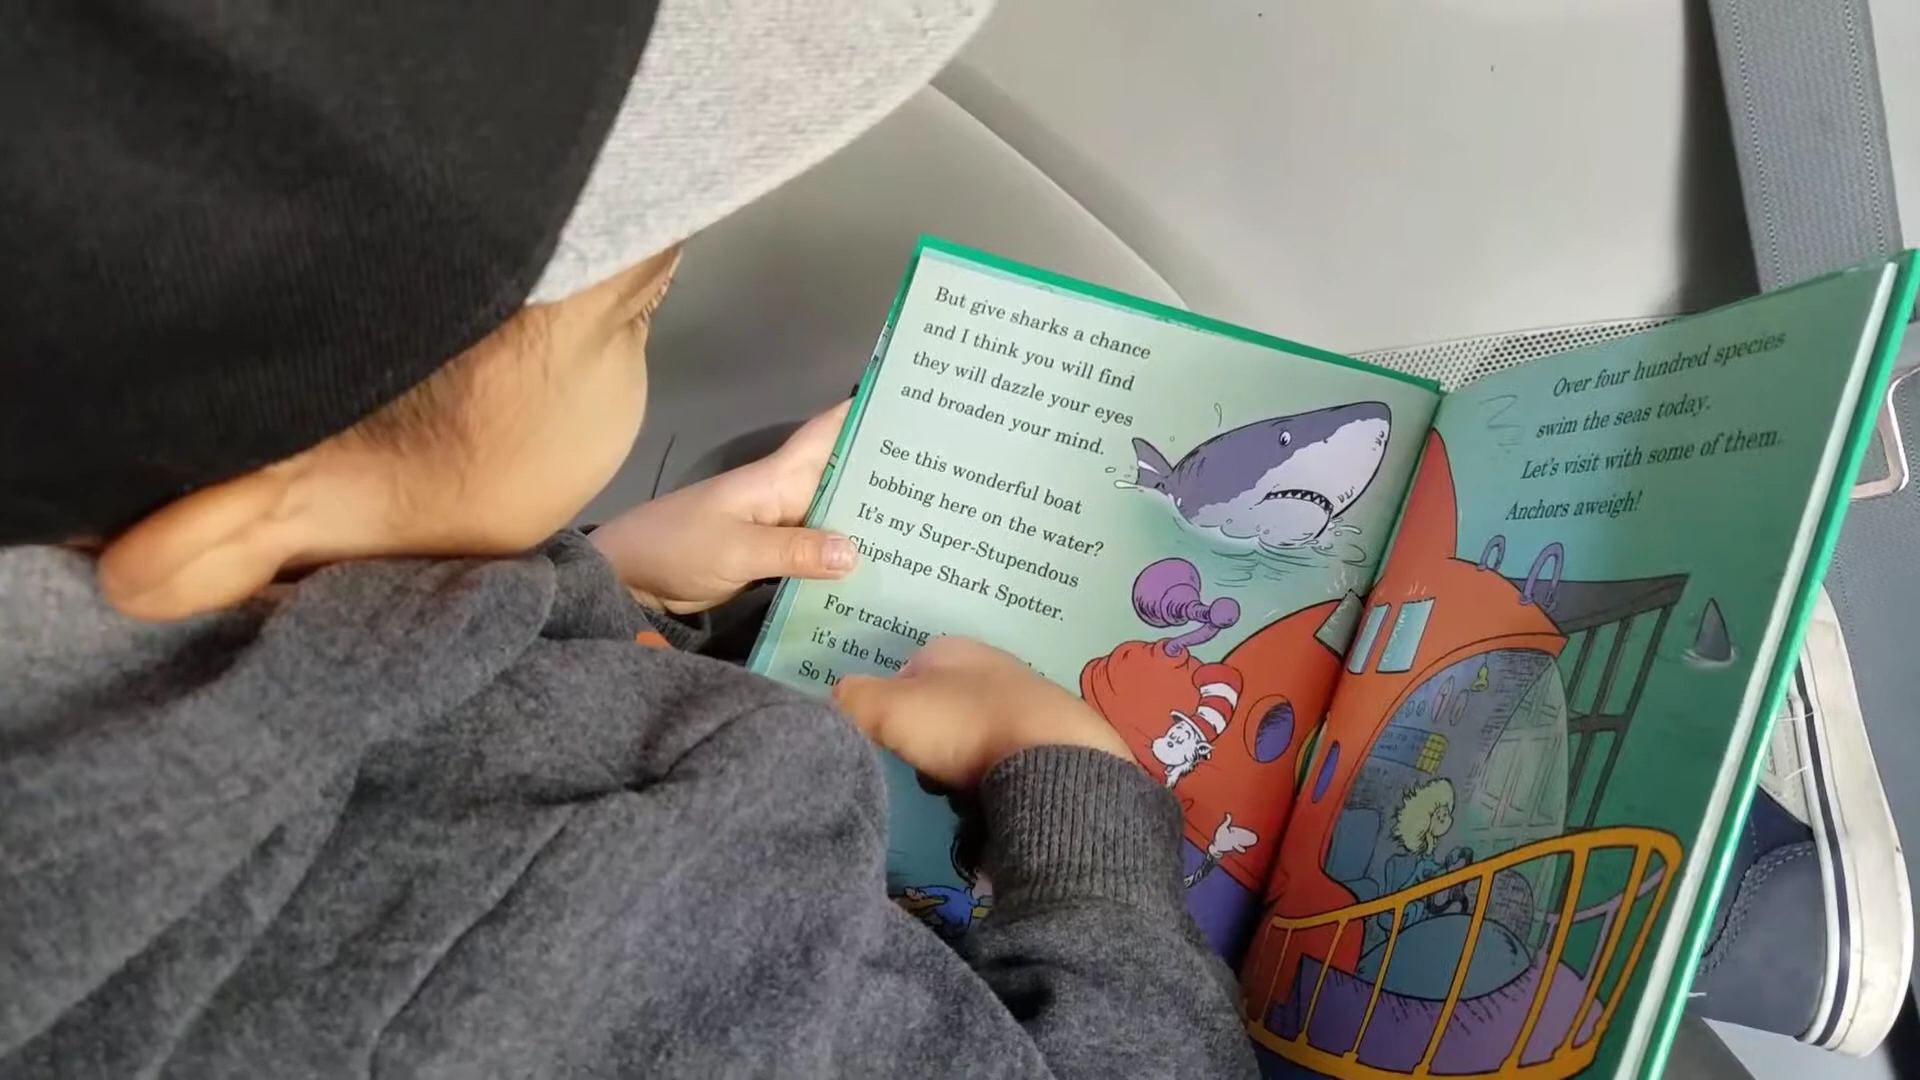 But give sharks a chance
and I think you will find
they will dazzle your eyes
and broaden your mind.
See this wonderful boat
bobbing here on the water?
It's my Super-Stupendous
Shipshape Shark Spotter.
For tracking
it's the best
So
Over four hundred species
swim the seas today.
Let's visit with some of them.
Anchors aweigh!